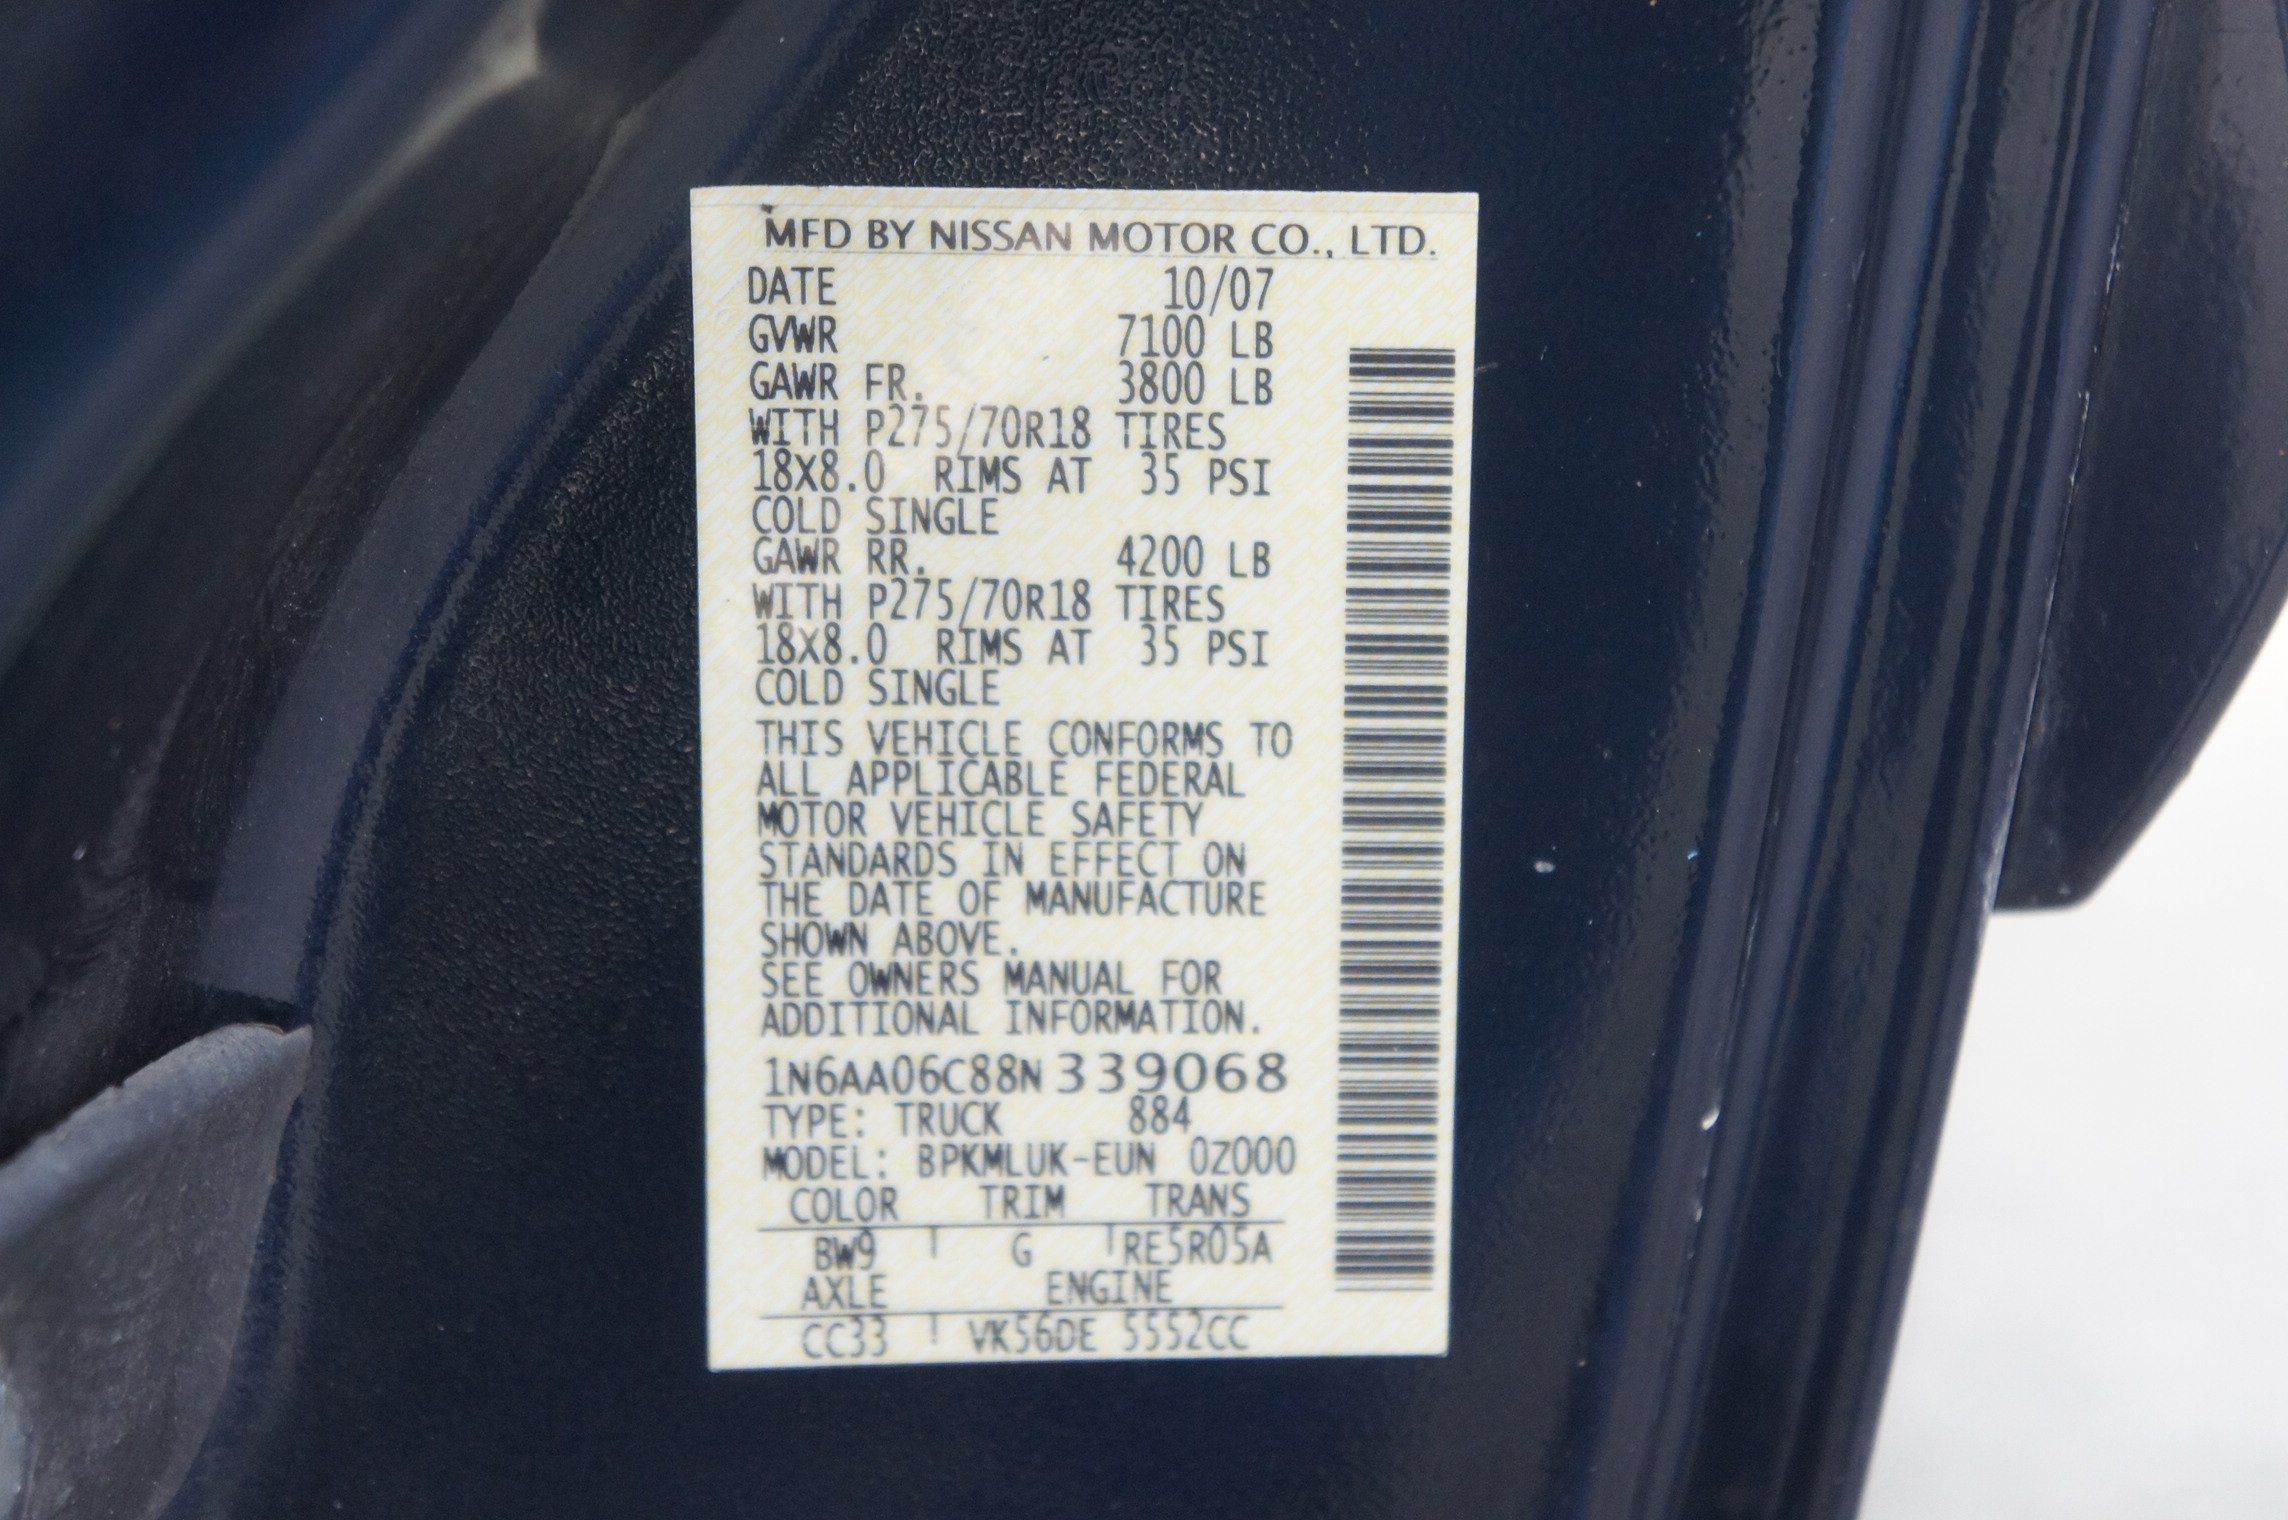 MFD BY NISSAN MOTOR CO., LTD.
DATE 10/07
GVWR 7100 LB
GAWR FR. 3800 LB
WITH P275/70R18 TIRES
18X8.0 RIMS AT 35 PSI
COLD SINGLE
GAWR RR. 4200 LB
WITH P275/70R18 TIRES
18X8.0 RIMS AT 35 PSI
COLD SINGLE
THIS VEHICLE CONFORMS TO
ALL APPLICABLE FEDERAL
MOTOR VEHICLE SAFETY
STANDARDS IN EFFECT ON
THE DATE OF MANUFACTURE
SHOWN ABOVE.
SEE OWNERS MANUAL FOR
ADDITIONAL INFORMATION.
1N6AA06C88N339068
TYPE: TRUCK 884
MODEL: BPKMLUK-EUN 0Z000
COLOR TRIM TRANS
BW9 G RE5R05A
AXLE ENGINE
CC33 VK56DE 5552CC